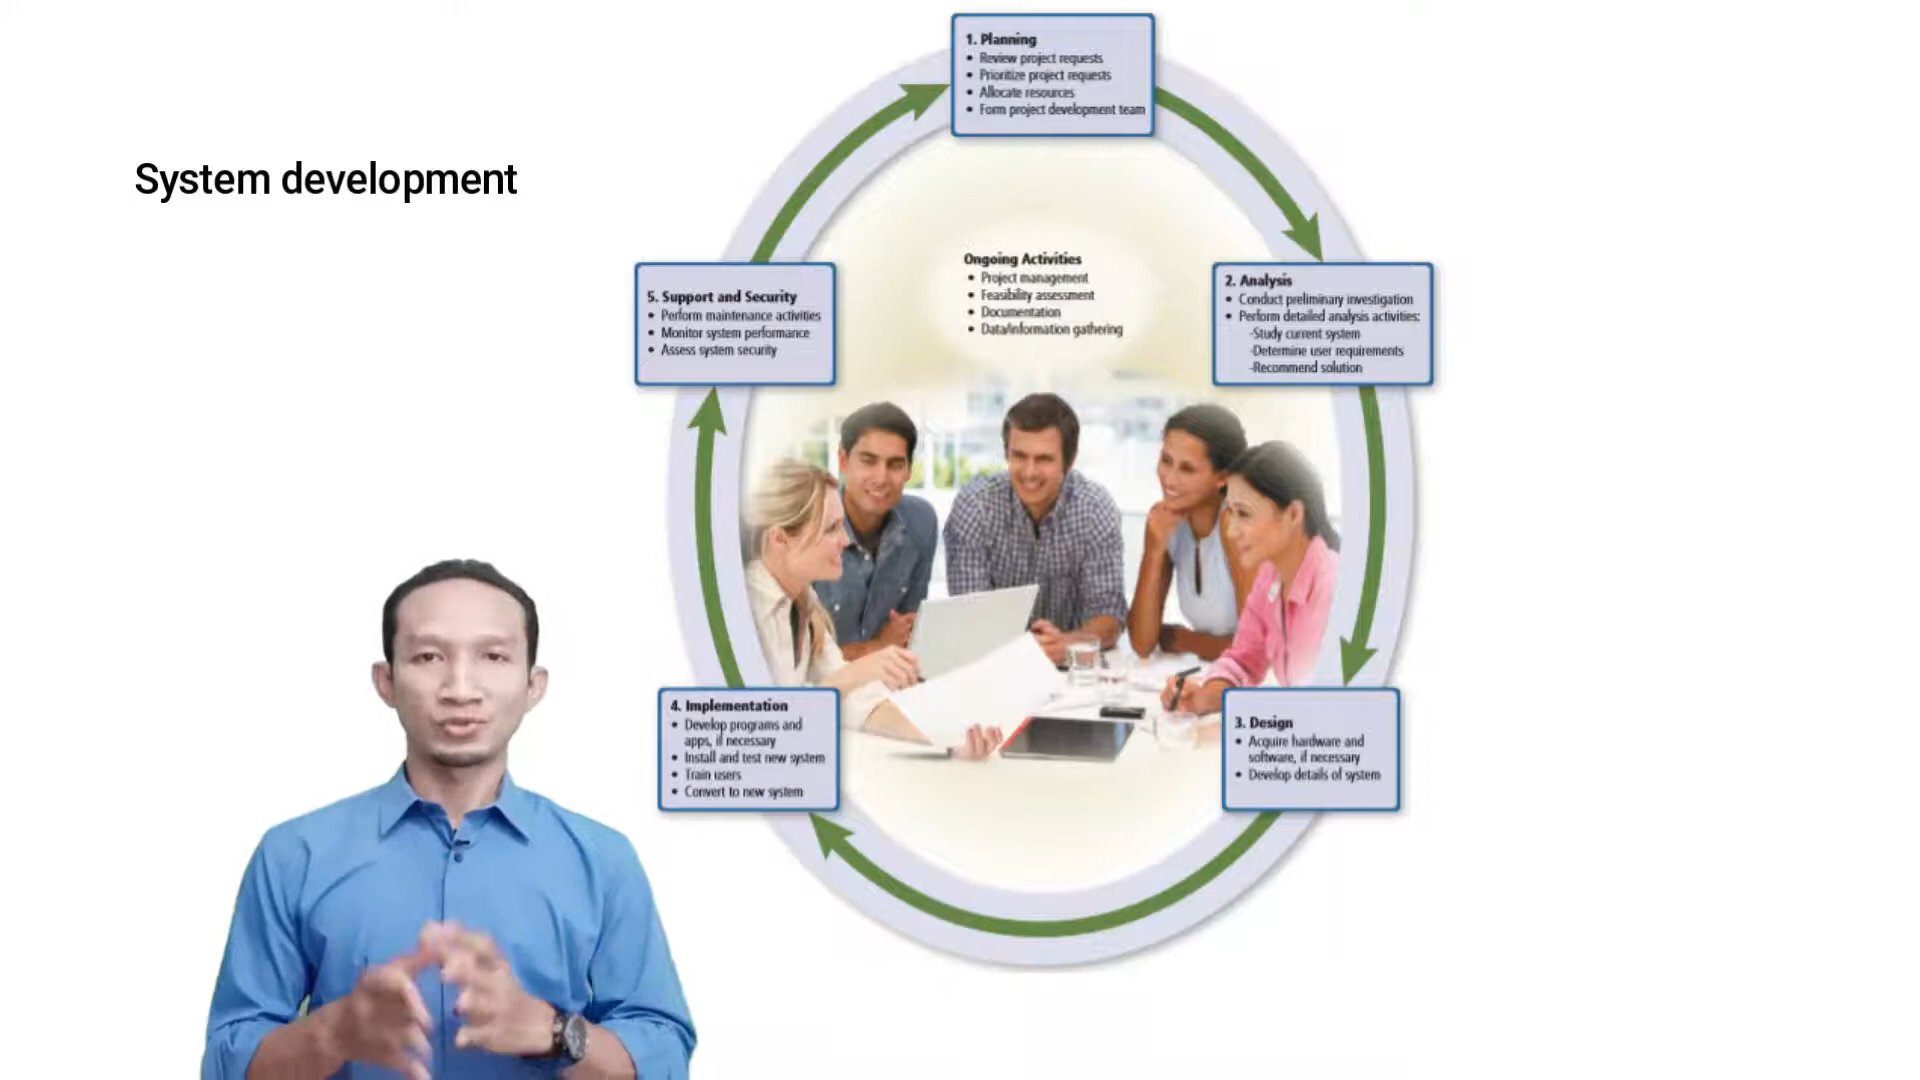 System development
1. Planning
• Review project requests
• Prioritize project requests
• Allocate resources
• Form project development team
Ongoing Activities
• Project management
• Feasibility assessment
• Documentation
• Data/information gathering
2. Analysis
• Conduct preliminary investigation
• Perform detailed analysis activities:
-Study current system
-Determine user requirements
-Recommend solution
3. Design
• Acquire hardware and
software, if necessary
• Develop details of system
4. Implementation
• Develop programs and
apps, if necessary
• Install and test new system
• Train users
• Convert to new system
5. Support and Security
• Perform maintenance activities
• Monitor system performance
• Assess system security